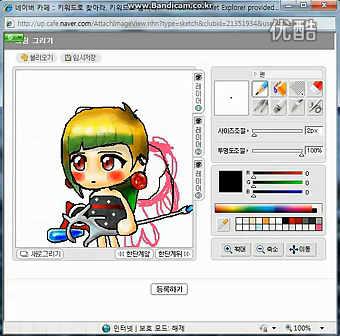 www.Bandicam.co.kr
네이버 카페 :: 키워드로 찾아라, 키워드
et Explorer provided...
http://up.cafe.naver.com/AttachImageView.nhn?type=sketch&clubid=21351934&use
优酷
그리기
불러오기 임시저장
레이어
레이어
레이어
펜
사이즈조절 2px
투명도조절 100%
R 0
G 0
B 0
새로그리기 한단계앞 한단계뒤
확대 축소 이동
등록하기
인터넷 | 보호 모드: 해제 100%